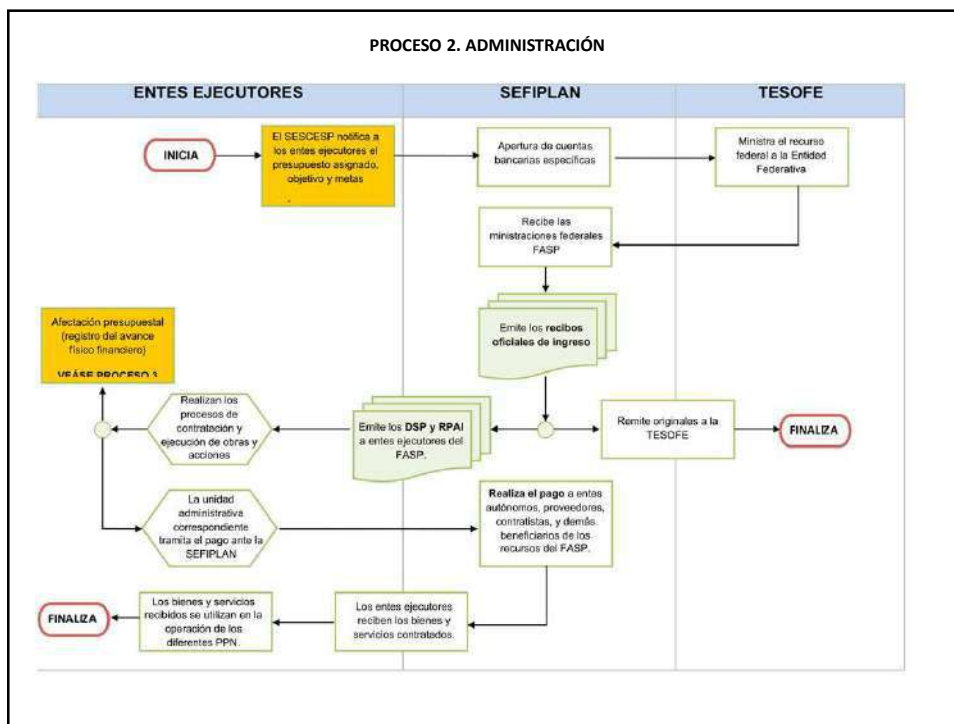 PROCESO 2. ADMINISTRACIÓN
ENTES EJECUTORES
SEFIPLAN
TESOFE
INICIA
El SESCESP notifica a
los entes ejecutores el
presupuesto asignado,
objetivo y metas
.
Apertura de cuentas
bancarias específicas
Ministra el recurso
federal a la Entidad
Federativa
Recibe las
ministraciones federales
FASP
Emite los recibos
oficiales de ingreso
Afectación presupuestal
(registro del avance
físico financiero)
VEÁSE PROCESO 3
Realizan los
procesos de
contratación y
ejecución de obras y
acciones
Emite los DSP y RPAI
a entes ejecutores del
FASP.
Remite originales a la
TESOFE
FINALIZA
La unidad
administrativa
correspondiente
tramita el pago ante la
SEFIPLAN
Realiza el pago a entes
autónomos, proveedores,
contratistas, y demás
beneficiarios de los
recursos del FASP.
FINALIZA
Los bienes y servicios
recibidos se utilizan en la
operación de los
diferentes PPN.
Los entes ejecutores
reciben los bienes y
servicios contratados.